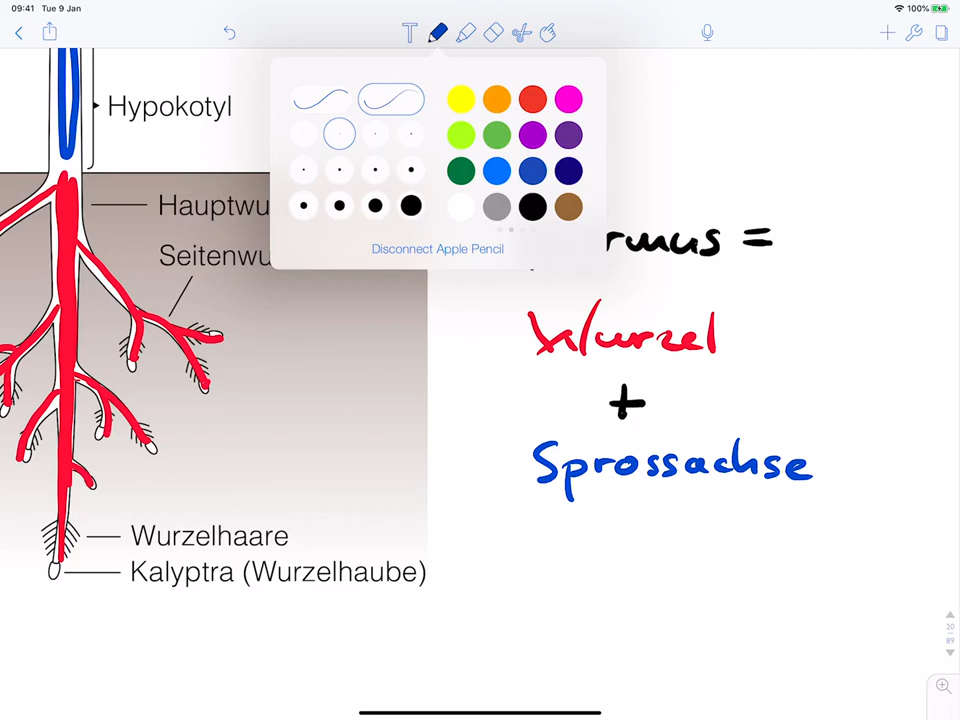 09:41 Tue 9 Jan
100%
T
Hypokotyl
Hauptwu
Seitenwu
Disconnect Apple Pencil
rmus =
Wurzel
+
Sprossachse
Wurzelhaare
Kalyptra (Wurzelhaube)
20
89